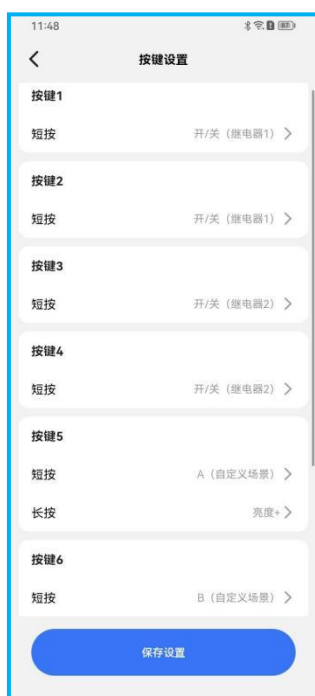 11:48
按键设置
按键1
短按 开/关（继电器1）
按键2
短按 开/关（继电器1）
按键3
短按 开/关（继电器2）
按键4
短按 开/关（继电器2）
按键5
短按 A（自定义场景）
长按 亮度+
按键6
短按 B（自定义场景）
保存设置